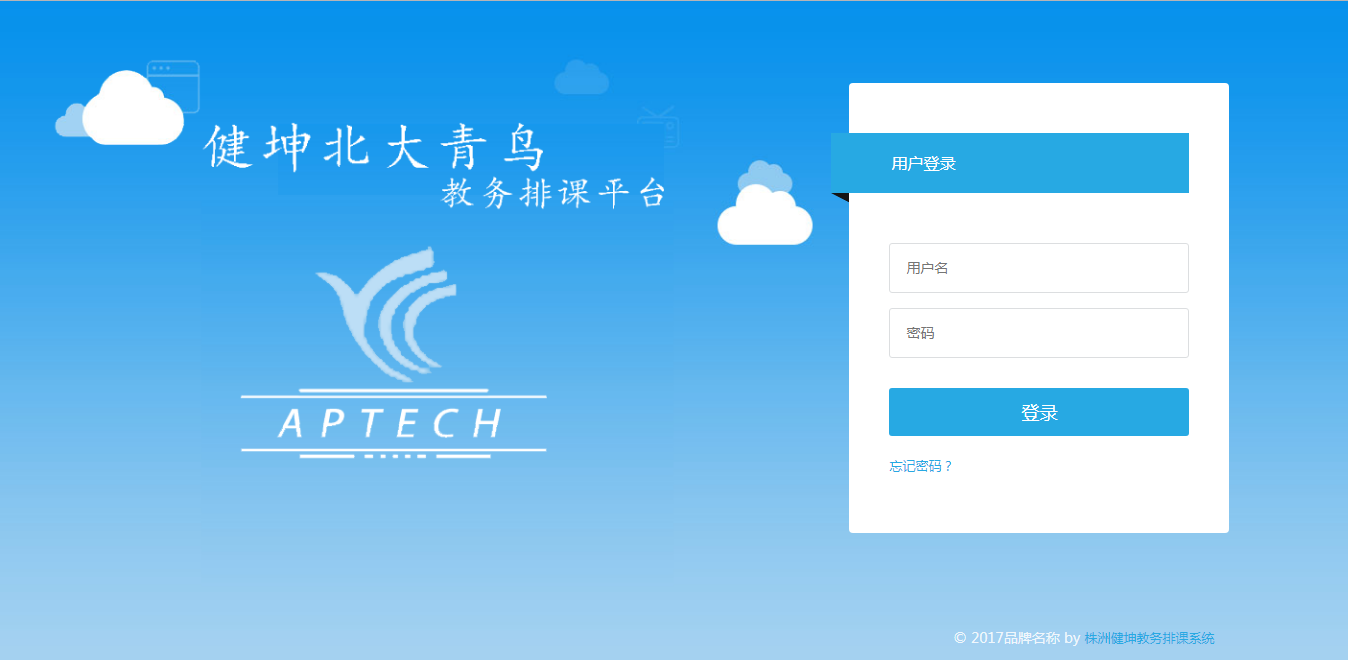 健坤北大青鸟
教务排课平台
APTECH
用户登录
用户名
密码
登录
忘记密码？
© 2017品牌名称 by 株洲健坤教务排课系统